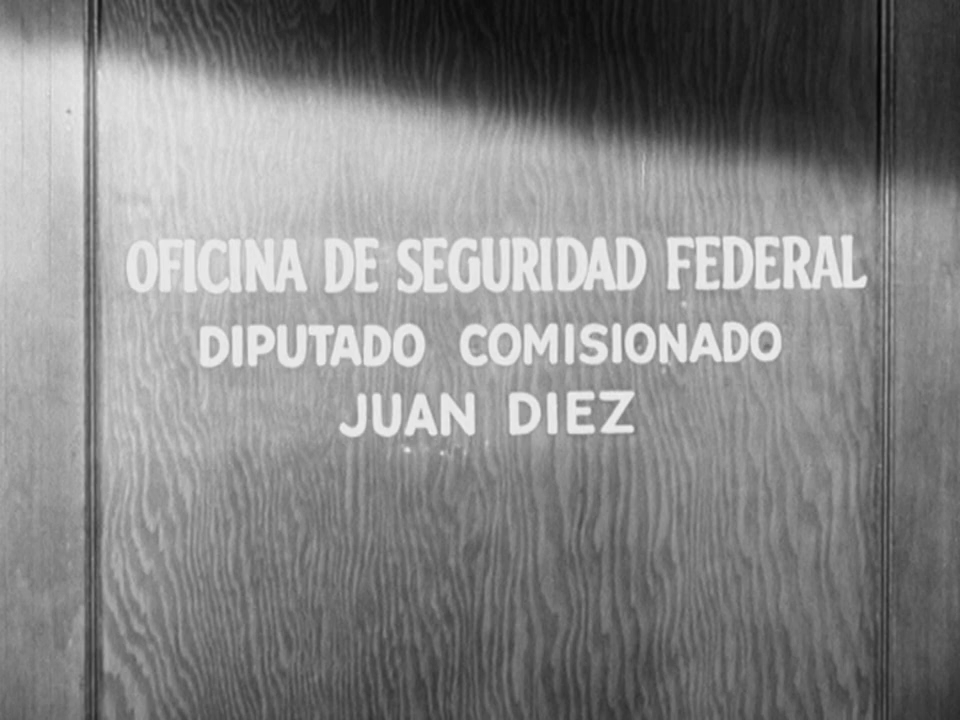 OFICINA DE SEGURIDAD FEDERAL
DIPUTADO COMISIONADO
JUAN DIEZ